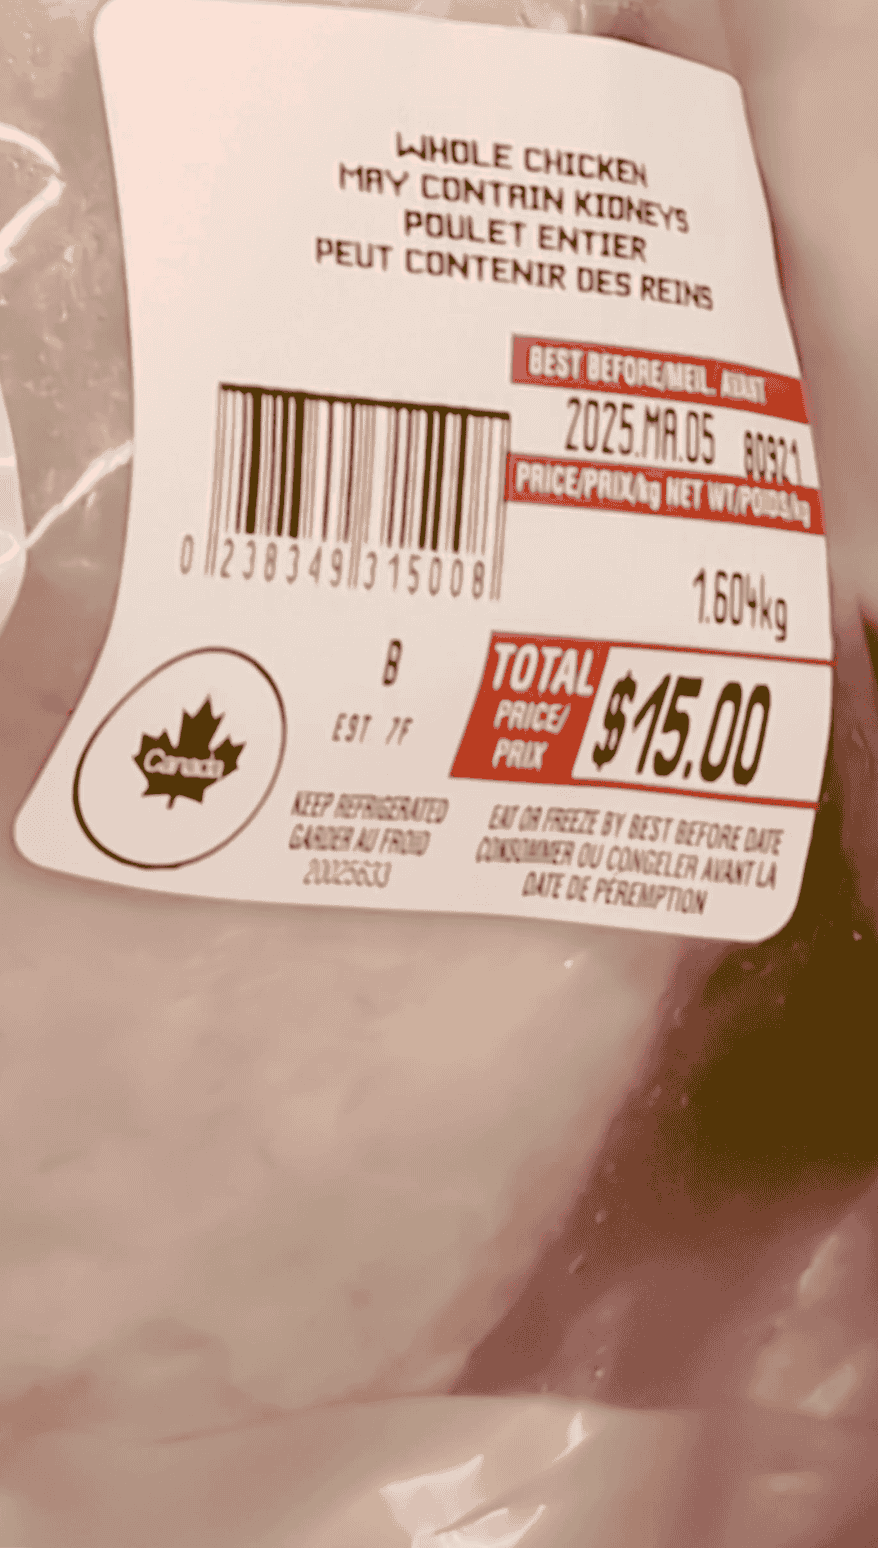 WHOLE CHICKEN
MAY CONTAIN KIDNEYS
POULET ENTIER
PEUT CONTENIR DES REINS
BEST BEFORE/MEIL. AVANT
2025.MA.05 80921
PRICE/PRIX/kg NET WT/POIDS/kg
1.604kg
0 238349 315008
B
EST 7F
TOTAL
PRICE/
PRIX
$15.00
Canada
KEEP REFRIGERATED
GARDER AU FROID
20025633
EAT OR FREEZE BY BEST BEFORE DATE
CONSOMMER OU CONGELER AVANT LA
DATE DE PÉREMPTION